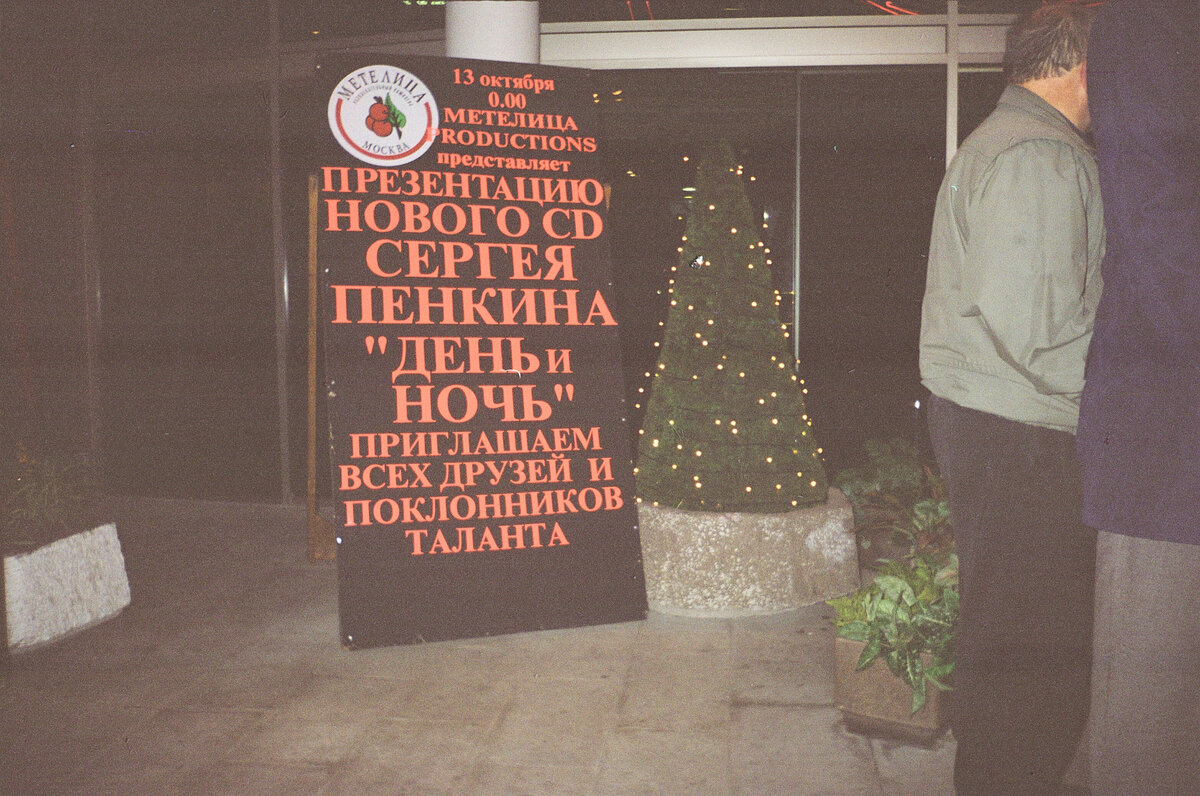 МЕТЕЛИЦА
МОСКВА
13 октября
0.00
МЕТЕЛИЦА
PRODUCTIONS
представляет
ПРЕЗЕНТАЦИЮ
НОВОГО CD
СЕРГЕЯ
ПЕНКИНА
"ДЕНЬ и
НОЧЬ"
ПРИГЛАШАЕМ
ВСЕХ ДРУЗЕЙ И
ПОКЛОННИКОВ
ТАЛАНТА